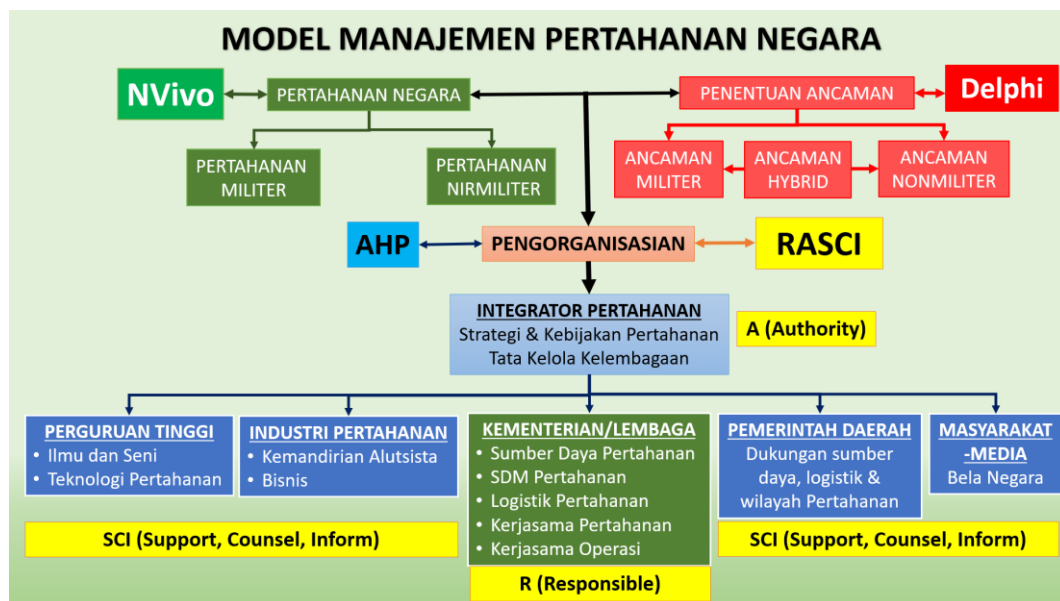 MODEL MANAJEMEN PERTAHANAN NEGARA
NVivo
PERTAHANAN NEGARA
PENENTUAN ANCAMAN
Delphi
PERTAHANAN
MILITER
PERTAHANAN
NIRMILITER
ANCAMAN
MILITER
ANCAMAN
HYBRID
ANCAMAN
NONMILITER
AHP
PENGORGANISASIAN
RASCI
INTEGRATOR PERTAHANAN
Strategi & Kebijakan Pertahanan
Tata Kelola Kelembagaan
A (Authority)
PERGURUAN TINGGI
• Ilmu dan Seni
• Teknologi Pertahanan
INDUSTRI PERTAHANAN
• Kemandirian Alutsista
• Bisnis
KEMENTERIAN/LEMBAGA
• Sumber Daya Pertahanan
• SDM Pertahanan
• Logistik Pertahanan
• Kerjasama Pertahanan
• Kerjasama Operasi
PEMERINTAH DAERAH
Dukungan sumber
daya, logistik &
wilayah Pertahanan
MASYARAKAT
-MEDIA
Bela Negara
SCI (Support, Counsel, Inform)
SCI (Support, Counsel, Inform)
R (Responsible)